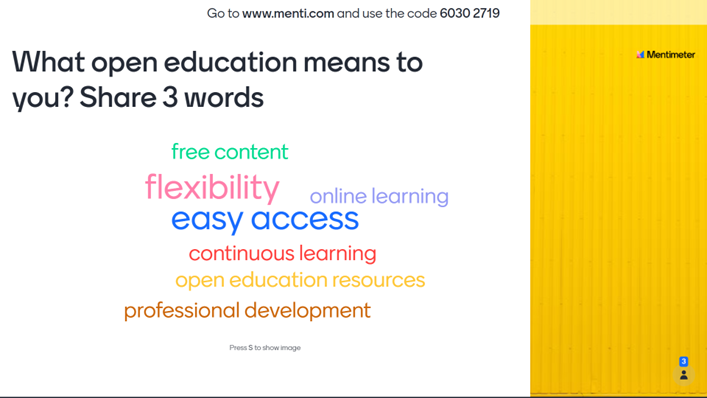 Go to www.menti.com and use the code 6030 2719
Mentimeter
What open education means to
you? Share 3 words
free content
flexibility
online learning
easy access
continuous learning
open education resources
professional development
Press S to show image
3